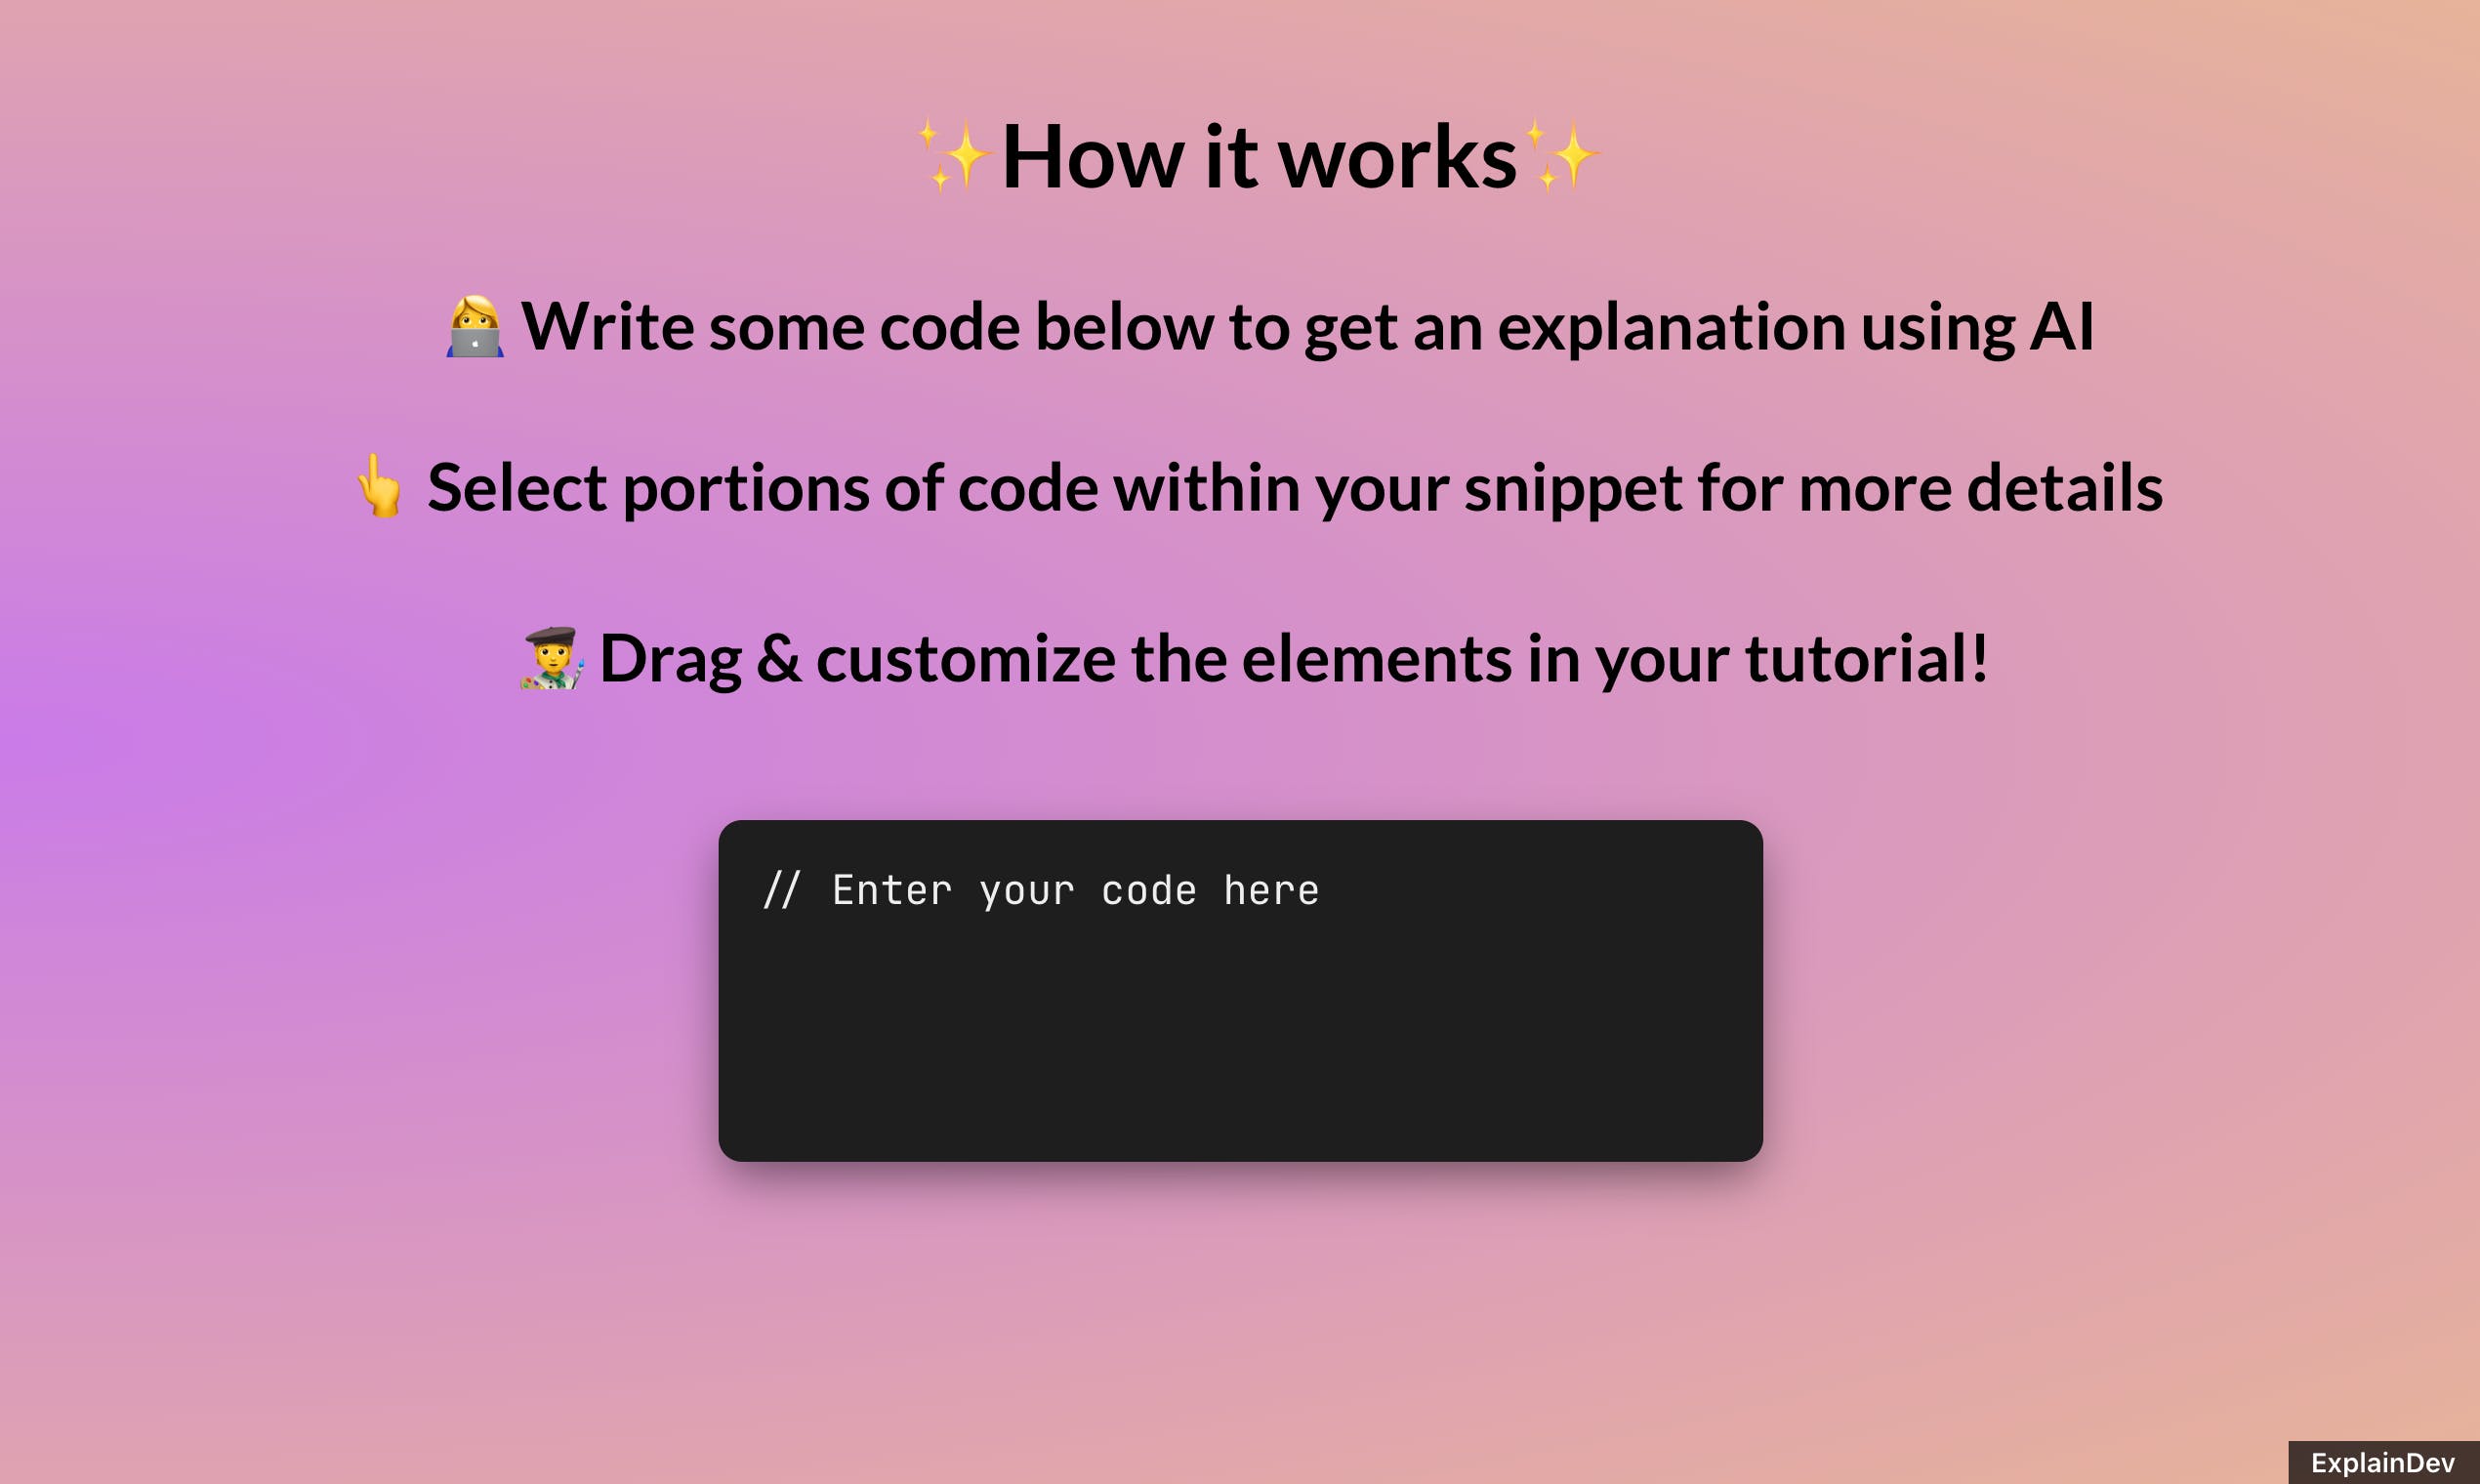 ✨How it works✨
👩‍💻 Write some code below to get an explanation using AI
👆 Select portions of code within your snippet for more details
🧑‍🎨 Drag & customize the elements in your tutorial!
// Enter your code here
ExplainDev